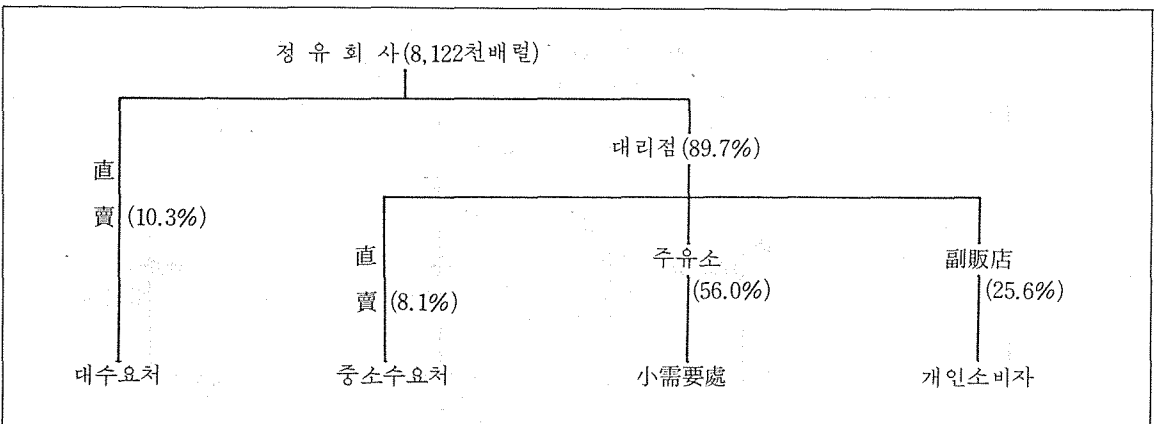 정 유 회 사(8,122천배럴)
대리점(89.7%)
直
賣 (10.3%)
直
賣 (8.1%)
주유소
(56.0%)
副販店
(25.6%)
대수요처
중소수요처
小需要處
개인소비자